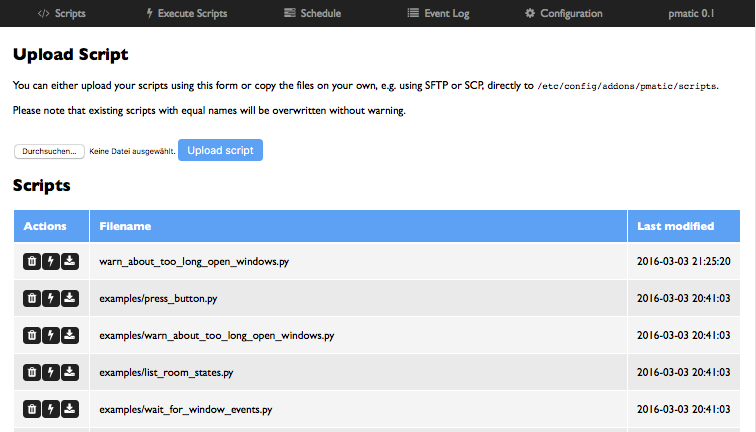 Scripts Execute Scripts Schedule Event Log Configuration pmatic 0.1
Upload Script
You can either upload your scripts using this form or copy the files on your own, e.g. using SFTP or SCP, directly to /etc/config/addons/pmatic/scripts.
Please note that existing scripts with equal names will be overwritten without warning.
Durchsuchen... Keine Datei ausgewählt. Upload script
Scripts
Actions Filename Last modified
warn_about_too_long_open_windows.py 2016-03-03 21:25:20
examples/press_button.py 2016-03-03 20:41:03
examples/warn_about_too_long_open_windows.py 2016-03-03 20:41:03
examples/list_room_states.py 2016-03-03 20:41:03
examples/wait_for_window_events.py 2016-03-03 20:41:03